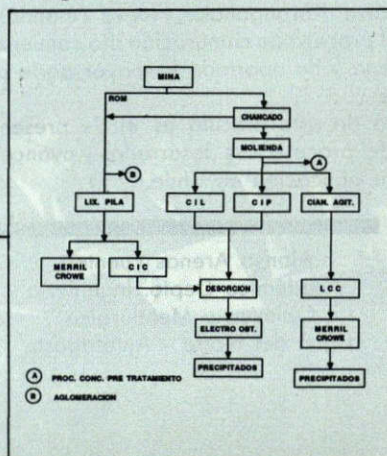 MINA
ROM
CHANCADO
MOLIENDA
A
B
LIX. PILA
C I L
C I P
CIAN. AGIT.
MERRIL
CROWE
C I C
DESORCION
L C C
ELECTRO OBT.
MERRIL
CROWE
PRECIPITADOS
PRECIPITADOS
A PROC. CONC. PRE TRATAMIENTO
B AGLOMERACION